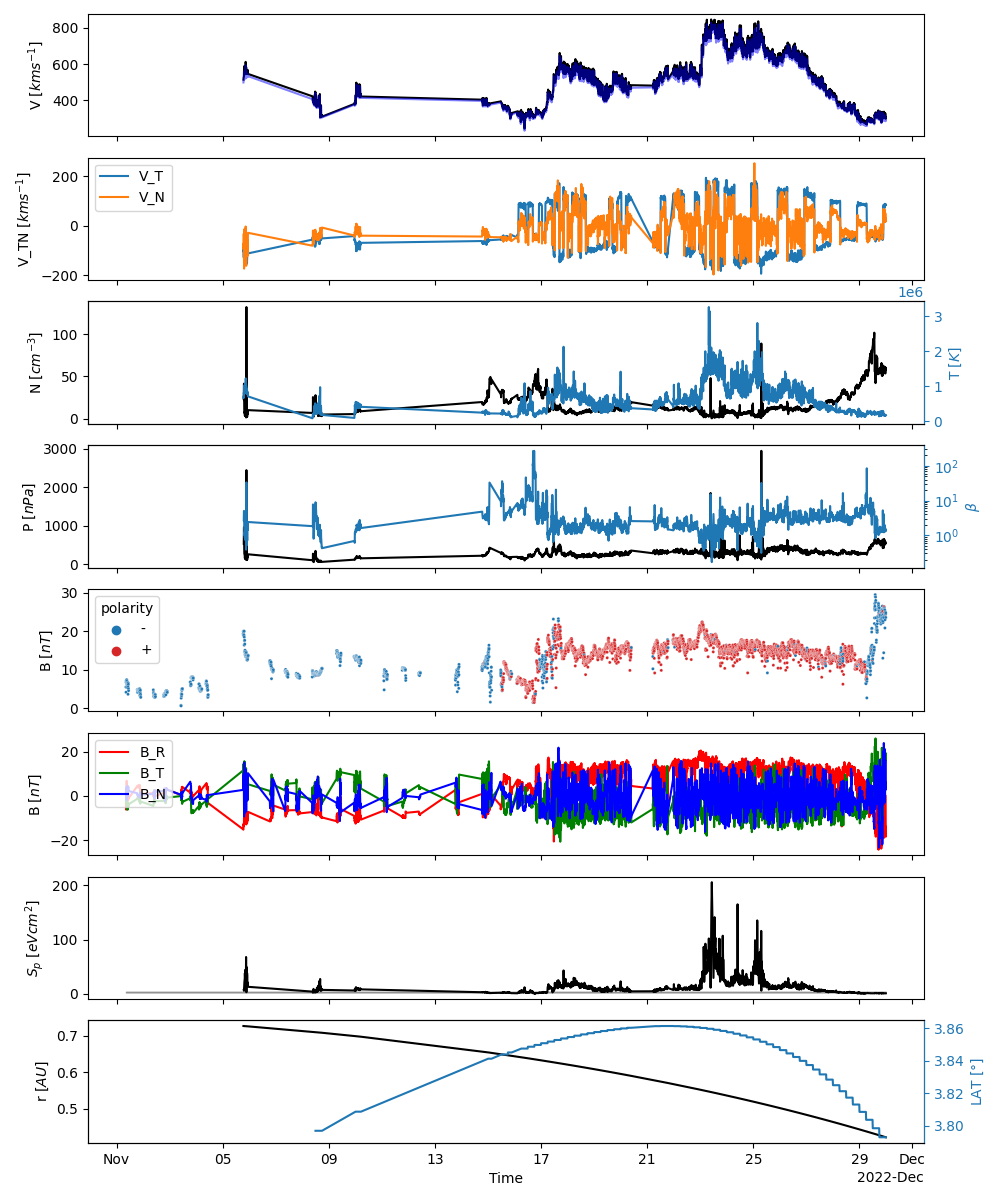 800
600
400
V [kms⁻¹]
200
0
−200
V_TN [kms⁻¹]
V_T
V_N
1e6
100
50
0
N [cm⁻³]
3
2
1
0
T [K]
3000
2000
1000
0
P [nPa]
10²
10¹
10⁰
β
30
20
10
0
B [nT]
polarity
-
+
20
0
−20
B [nT]
B_R
B_T
B_N
200
100
0
Sₚ [eVcm²]
0.7
0.6
0.5
r [AU]
3.86
3.84
3.82
3.80
LAT [°]
Nov 05 09 13 17 21 25 29 Dec
Time
2022-Dec